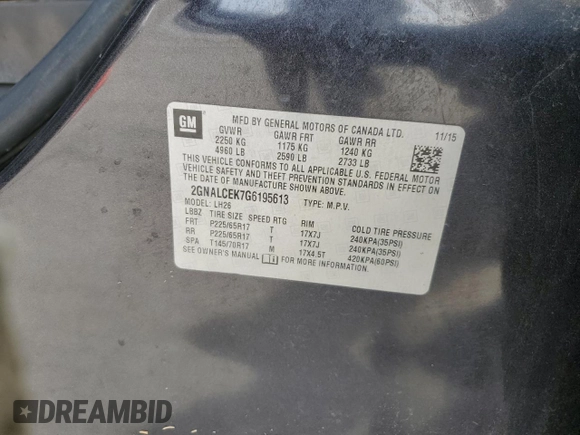 GM
MFD BY GENERAL MOTORS OF CANADA LTD. 11/15
GVWR GAWR FRT GAWR RR
2250 KG 1175 KG 1240 KG
4960 LB 2590 LB 2733 LB
THIS VEHICLE CONFORMS TO ALL APPLICABLE U.S. FEDERAL MOTOR
VEHICLE SAFETY AND THEFT PREVENTION STANDARDS IN EFFECT ON THE
DATE OF MANUFACTURE SHOWN ABOVE.
2GNALCEK7G6195613 TYPE: M.P.V.
MODEL: LH26
LBBZ TIRE SIZE SPEED RTG RIM COLD TIRE PRESSURE
FRT P225/65R17 T 17X7J 240KPA(35PSI)
RR P225/65R17 T 17X7J 240KPA(35PSI)
SPA T145/70R17 M 17X4.5T 420KPA(60PSI)
SEE OWNER'S MANUAL FOR MORE INFORMATION.
DREAMBID